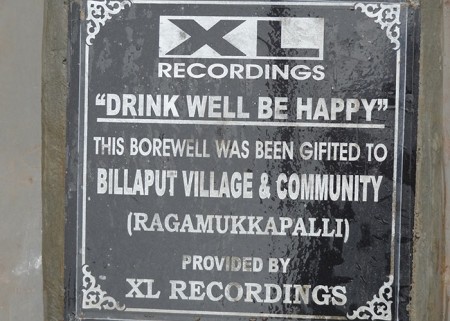 XL
RECORDINGS
"DRINK WELL BE HAPPY"
THIS BOREWELL WAS BEEN GIFITED TO
BILLAPUT VILLAGE & COMMUNITY
(RAGAMUKKAPALLI)
PROVIDED BY
XL RECORDINGS